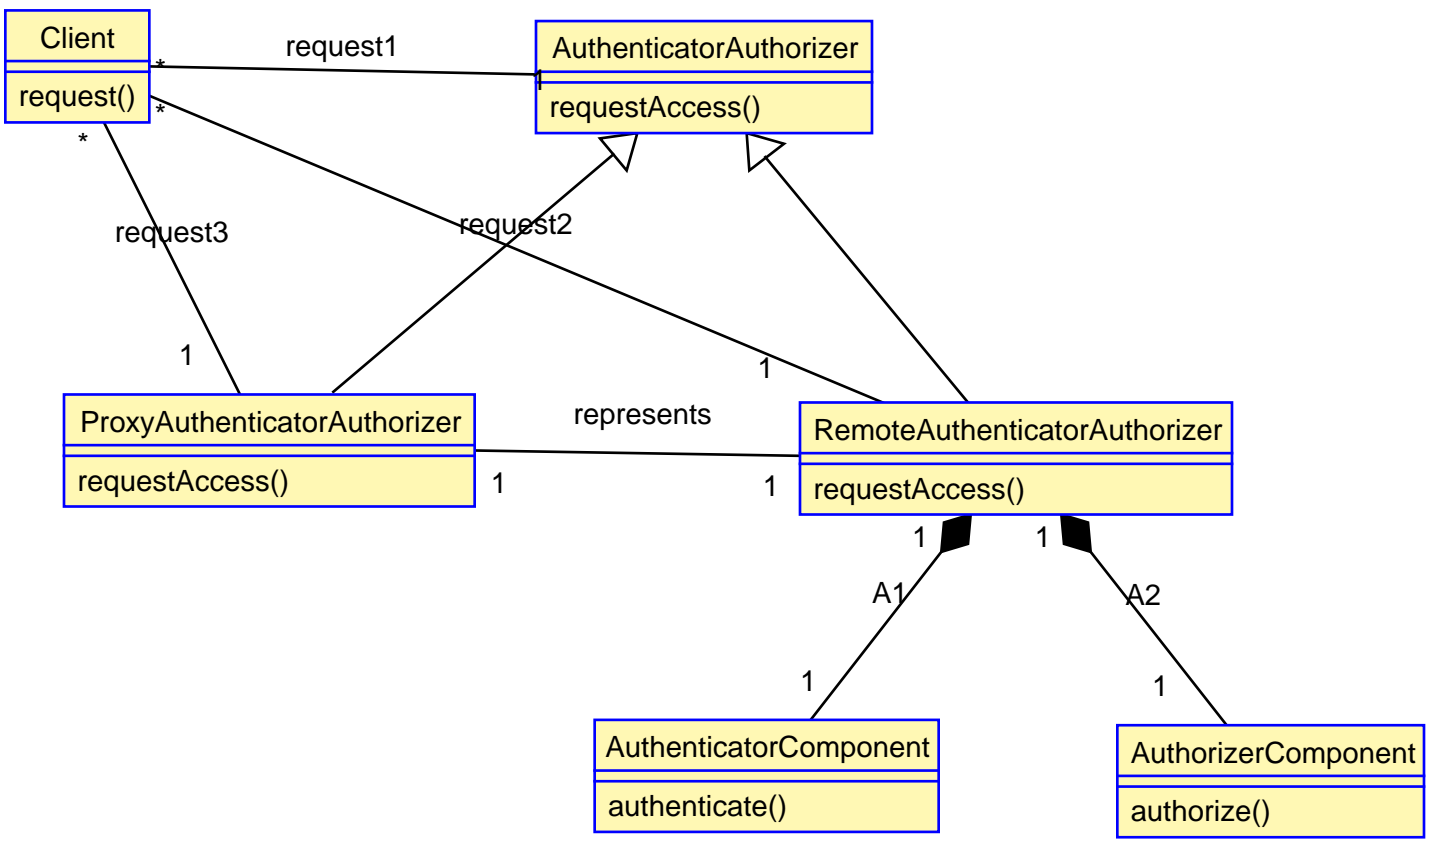 Client
request1
AuthenticatorAuthorizer
*
1
request()
requestAccess()
*
*
request2
request3
1
1
represents
ProxyAuthenticatorAuthorizer
RemoteAuthenticatorAuthorizer
requestAccess()
1
1
requestAccess()
1
1
A1
A2
1
1
AuthenticatorComponent
AuthorizerComponent
authenticate()
authorize()